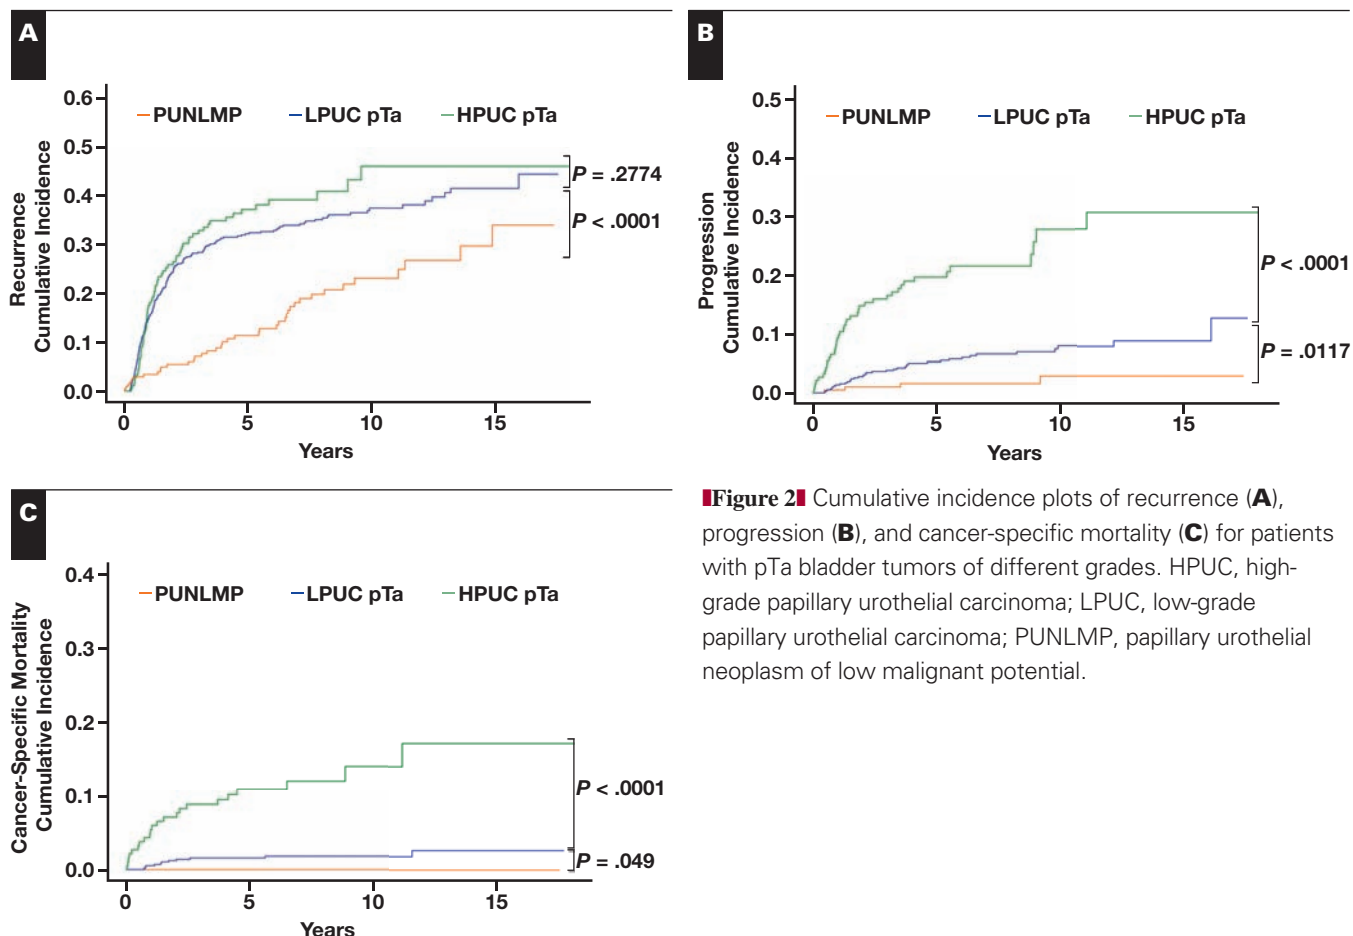 A
Recurrence
Cumulative Incidence
0.6
0.5
0.4
0.3
0.2
0.1
0.0
PUNLMP LPUC pTa HPUC pTa
P = .2774
P < .0001
0 5 10 15
Years
B
Progression
Cumulative Incidence
0.5
0.4
0.3
0.2
0.1
0.0
PUNLMP LPUC pTa HPUC pTa
P < .0001
P = .0117
0 5 10 15
Years
C
Cancer-Specific Mortality
Cumulative Incidence
0.4
0.3
0.2
0.1
0.0
PUNLMP LPUC pTa HPUC pTa
P < .0001
P = .049
0 5 10 15
Years
Figure 2 Cumulative incidence plots of recurrence (A),
progression (B), and cancer-specific mortality (C) for patients
with pTa bladder tumors of different grades. HPUC, high-
grade papillary urothelial carcinoma; LPUC, low-grade
papillary urothelial carcinoma; PUNLMP, papillary urothelial
neoplasm of low malignant potential.